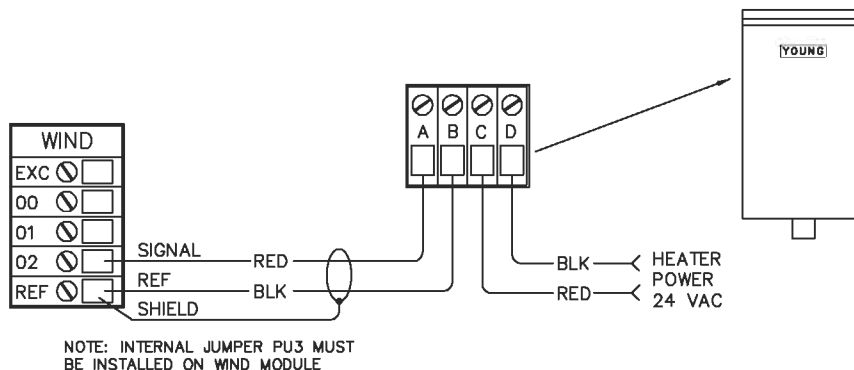 YOUNG
A B C D
WIND
EXC
00
01
02
REF
SIGNAL
RED
REF
BLK
SHIELD
BLK
RED
HEATER
POWER
24 VAC
NOTE: INTERNAL JUMPER PU3 MUST
BE INSTALLED ON WIND MODULE